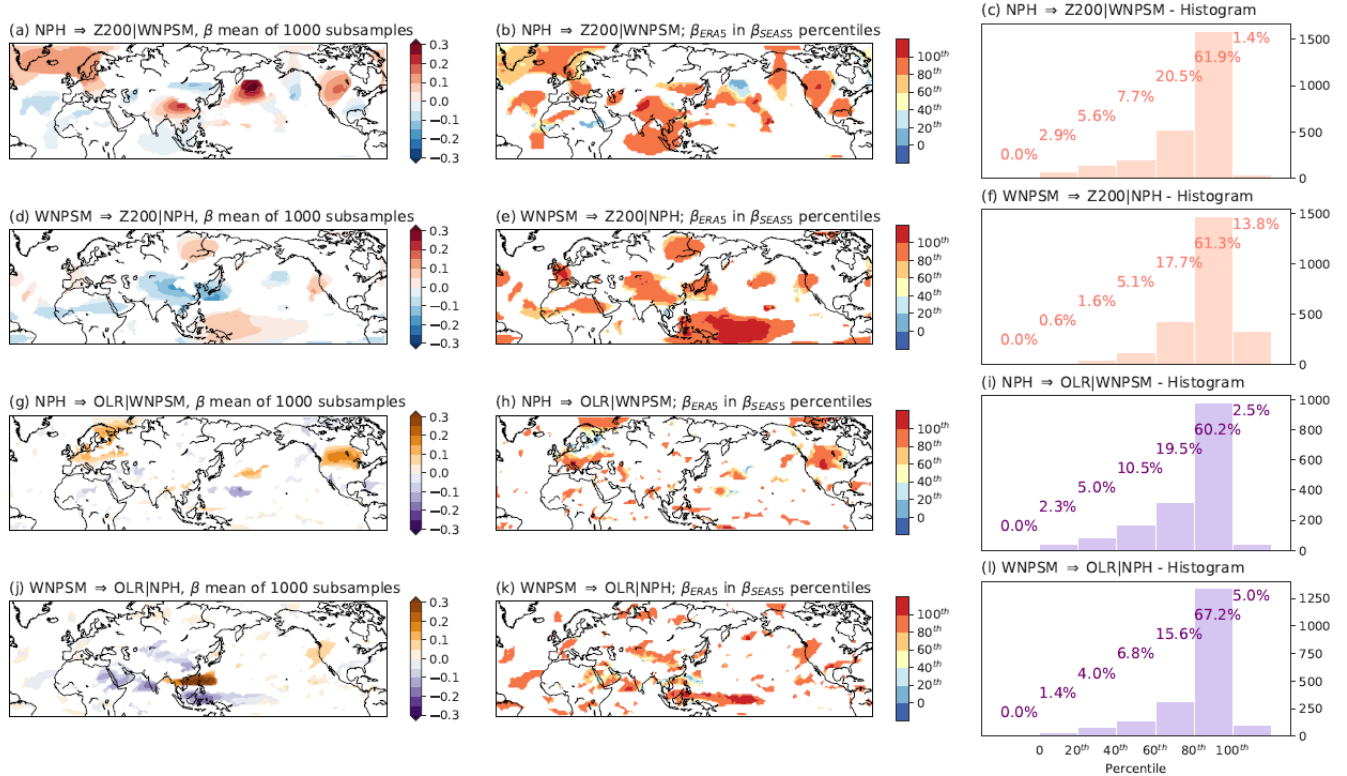 (a) NPH ⇒ Z200|WNPSM, β mean of 1000 subsamples
0.3
0.2
0.1
0.0
−0.1
−0.2
−0.3
(b) NPH ⇒ Z200|WNPSM; β_ERA5 in β_SEAS5 percentiles
100th
80th
60th
40th
20th
0
(c) NPH ⇒ Z200|WNPSM - Histogram
0.0%
2.9%
5.6%
7.7%
20.5%
61.9%
1.4%
1500
1000
500
0
(d) WNPSM ⇒ Z200|NPH, β mean of 1000 subsamples
0.3
0.2
0.1
0.0
−0.1
−0.2
−0.3
(e) WNPSM ⇒ Z200|NPH; β_ERA5 in β_SEAS5 percentiles
100th
80th
60th
40th
20th
0
(f) WNPSM ⇒ Z200|NPH - Histogram
0.0%
0.6%
1.6%
5.1%
17.7%
61.3%
13.8%
1500
1000
500
0
(g) NPH ⇒ OLR|WNPSM, β mean of 1000 subsamples
0.3
0.2
0.1
0.0
−0.1
−0.2
−0.3
(h) NPH ⇒ OLR|WNPSM; β_ERA5 in β_SEAS5 percentiles
100th
80th
60th
40th
20th
0
(i) NPH ⇒ OLR|WNPSM - Histogram
0.0%
2.3%
5.0%
10.5%
19.5%
60.2%
2.5%
1000
800
600
400
200
0
(j) WNPSM ⇒ OLR|NPH, β mean of 1000 subsamples
0.3
0.2
0.1
0.0
−0.1
−0.2
−0.3
(k) WNPSM ⇒ OLR|NPH; β_ERA5 in β_SEAS5 percentiles
100th
80th
60th
40th
20th
0
(l) WNPSM ⇒ OLR|NPH - Histogram
0.0%
1.4%
4.0%
6.8%
15.6%
67.2%
5.0%
1250
1000
750
500
250
0
0 20th 40th 60th 80th 100th
Percentile